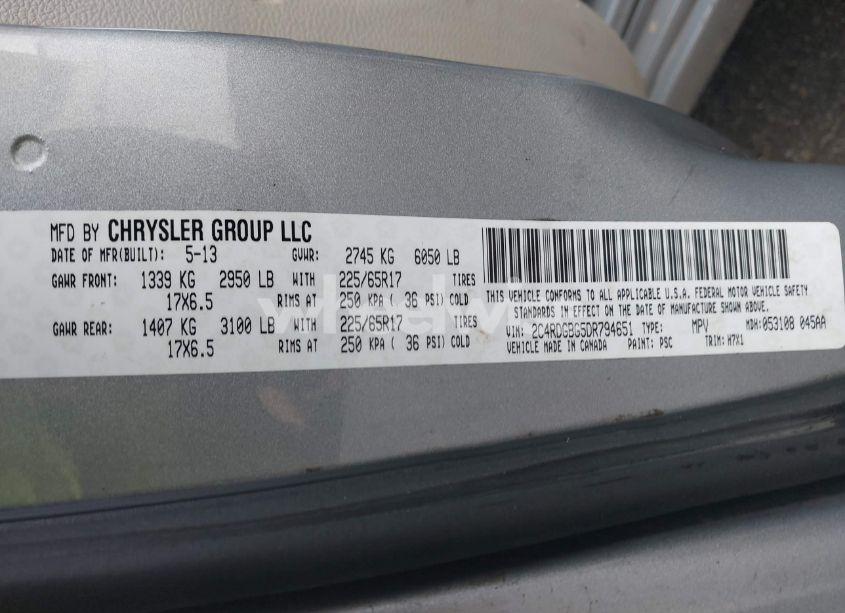 MFD BY CHRYSLER GROUP LLC
DATE OF MFR(BUILT): 5-13 GVWR: 2745 KG 6050 LB
GAWR FRONT: 1339 KG 2950 LB WITH 225/65R17 TIRES
17X6.5 RIMS AT 250 KPA ( 36 PSI) COLD
GAWR REAR: 1407 KG 3100 LB WITH 225/65R17 TIRES
17X6.5 RIMS AT 250 KPA ( 36 PSI) COLD
THIS VEHICLE CONFORMS TO ALL APPLICABLE U.S.A. FEDERAL MOTOR VEHICLE SAFETY
STANDARDS IN EFFECT ON THE DATE OF MANUFACTURE SHOWN ABOVE.
VIN: 2C4RDGBG5DR794651 TYPE: MPV MDH: 053108 045AA
VEHICLE MADE IN CANADA PAINT: PSC TRIM: H7X1